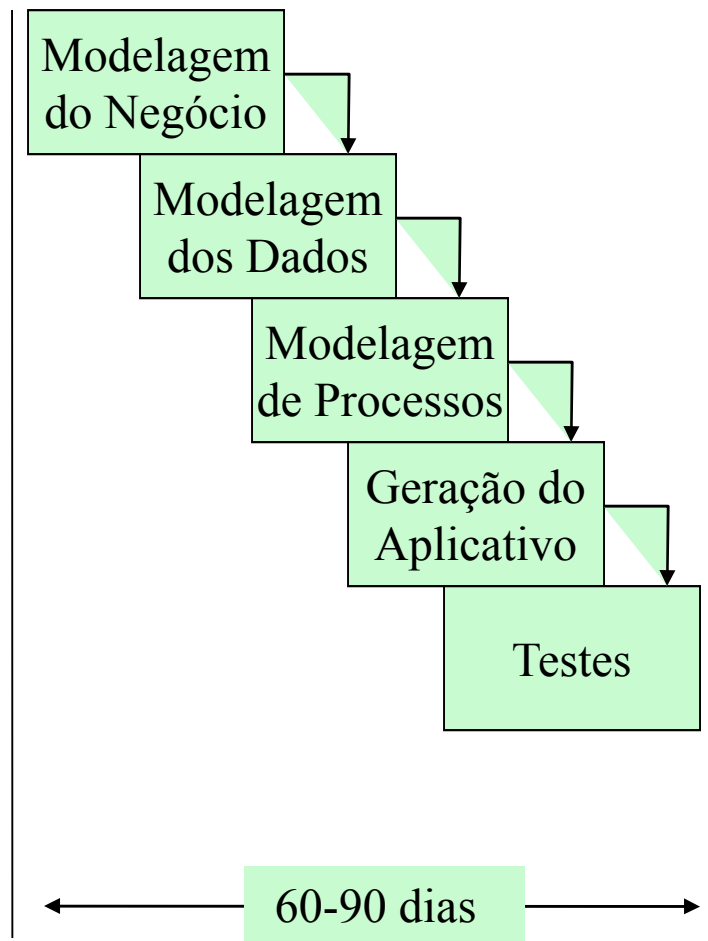 Modelagem
do Negócio
Modelagem
dos Dados
Modelagem
de Processos
Geração do
Aplicativo
Testes
60-90 dias